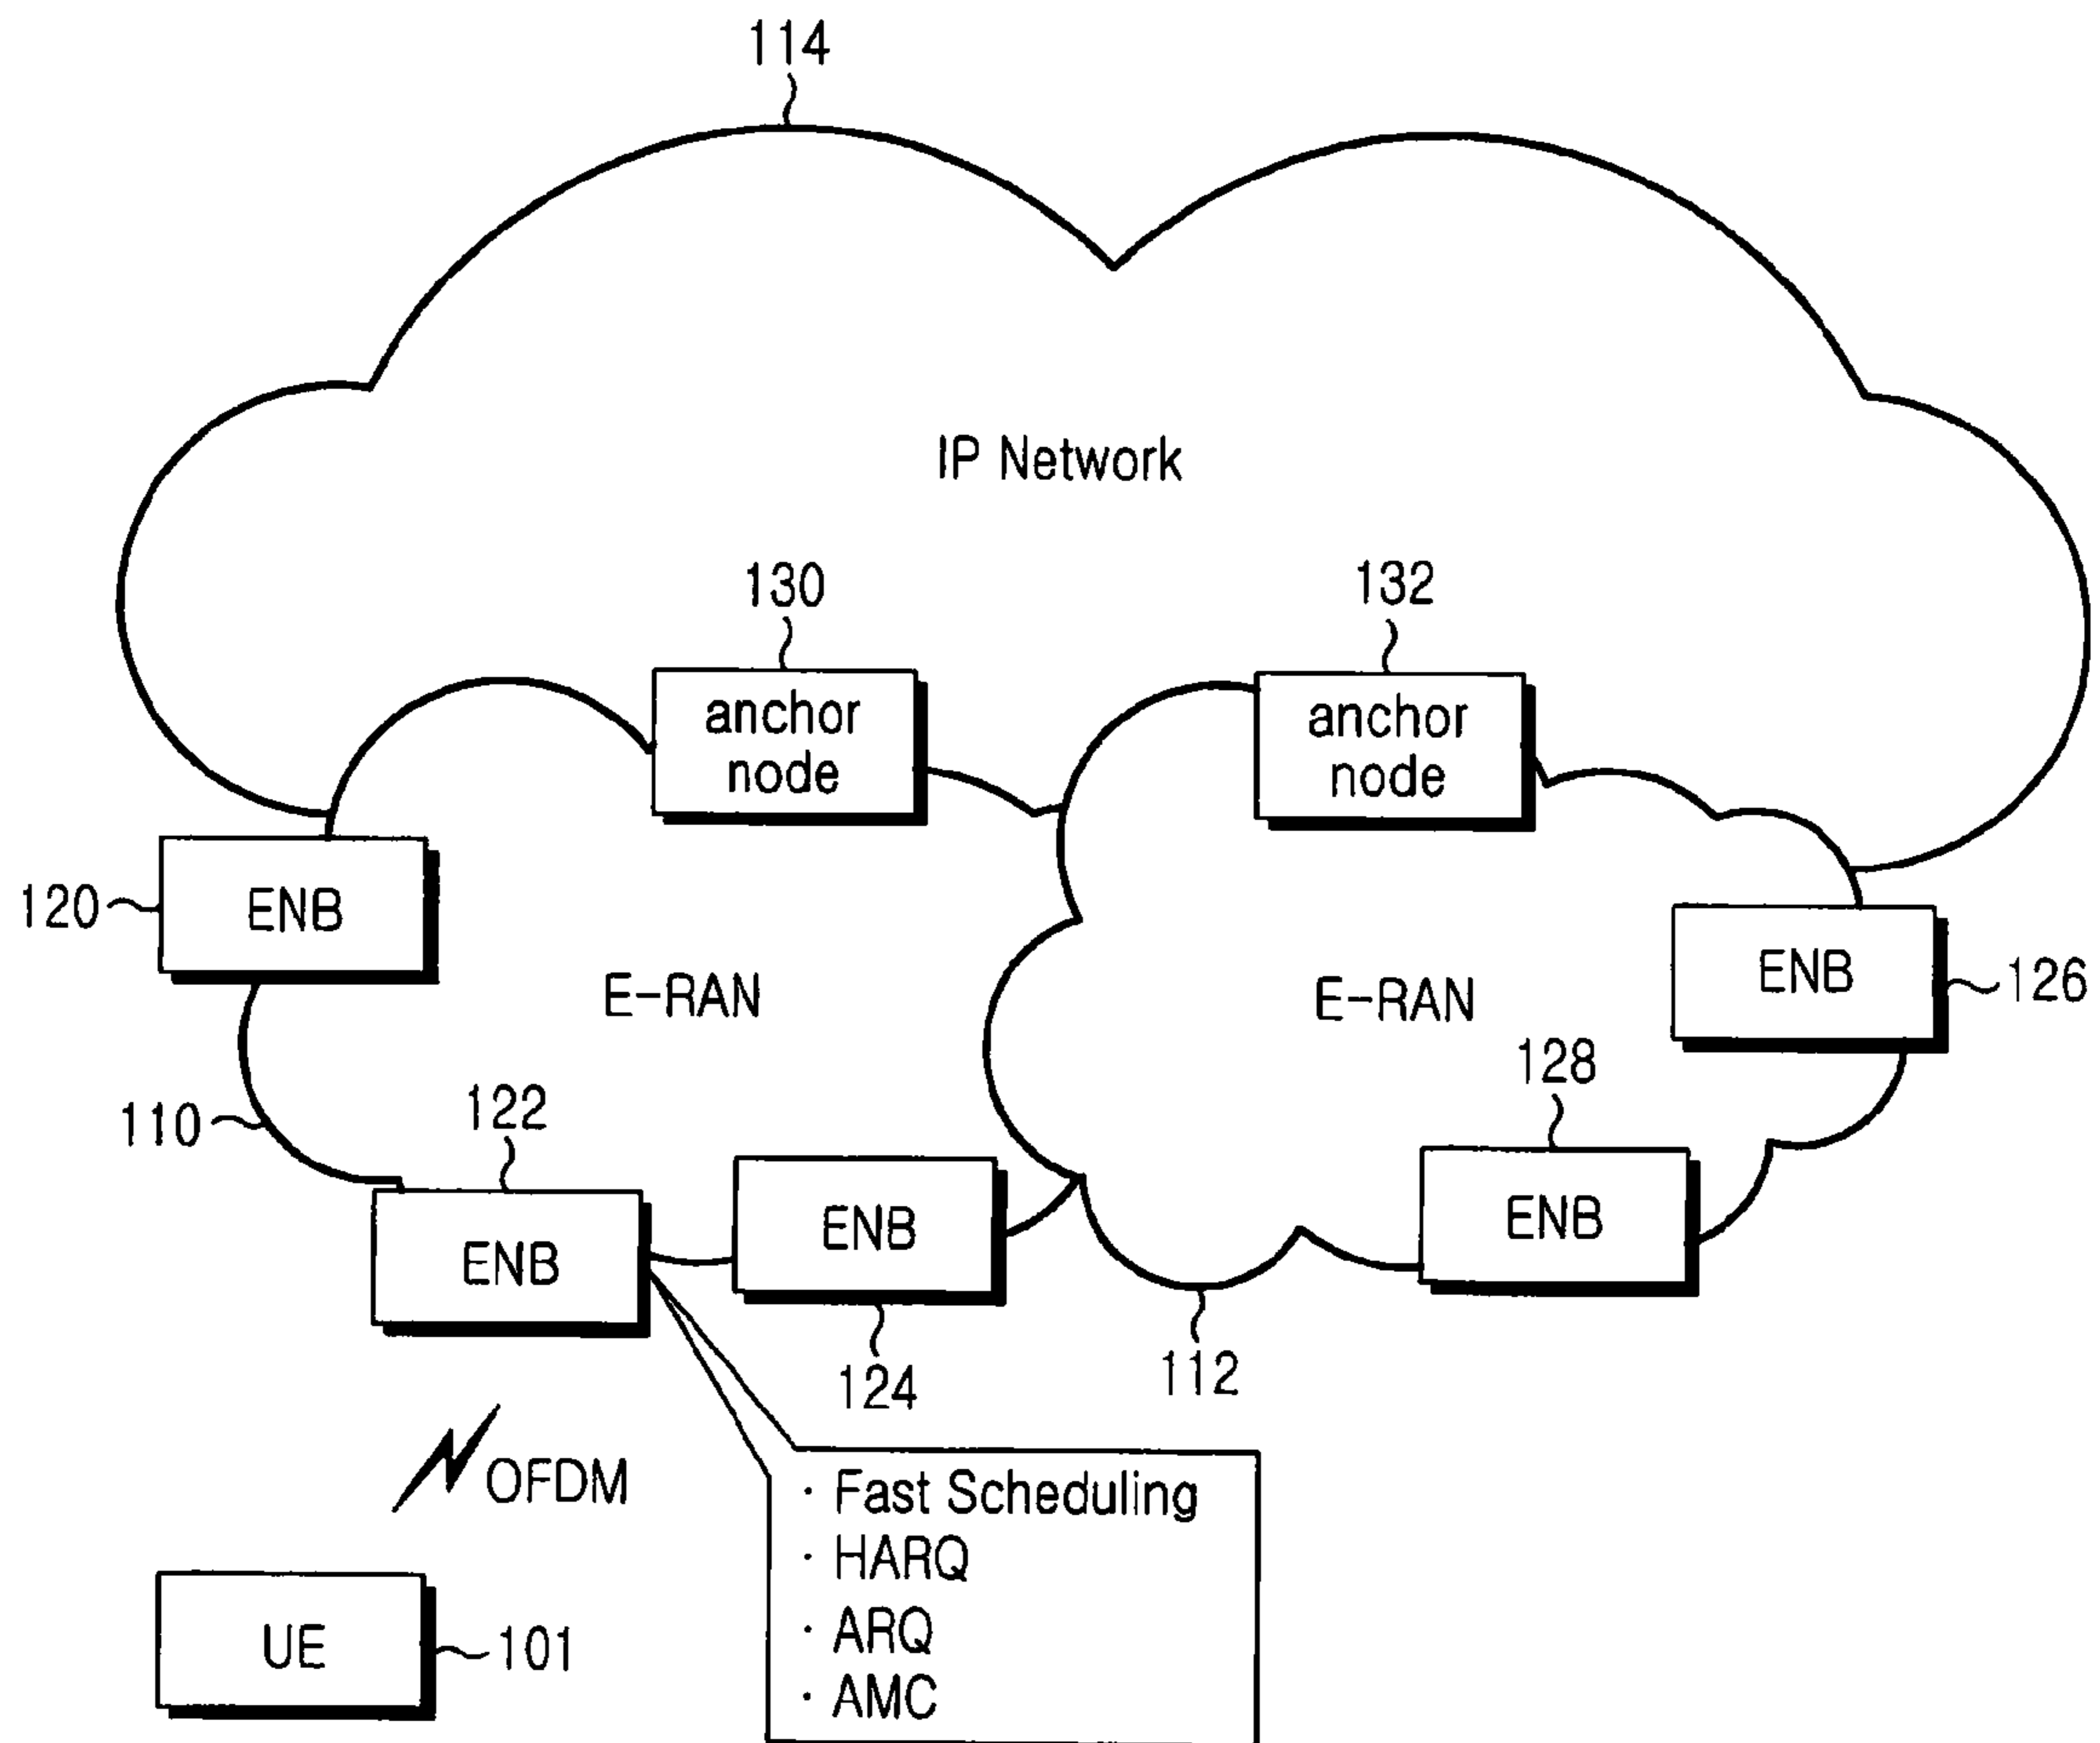 114
IP Network
130
132
anchor
node
anchor
node
120
ENB
E-RAN
E-RAN
ENB
126
110
122
128
ENB
ENB
ENB
124
112
OFDM
· Fast Scheduling
· HARQ
· ARQ
· AMC
UE
101